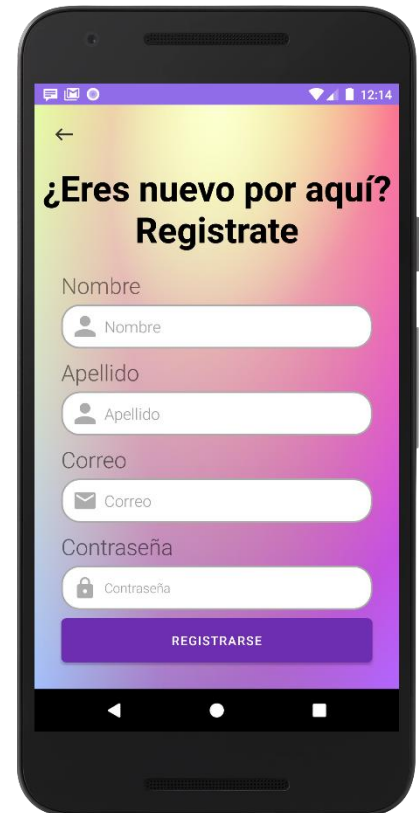 12:14
¿Eres nuevo por aquí?
Registrate
Nombre
Nombre
Apellido
Apellido
Correo
Correo
Contraseña
Contraseña
REGISTRARSE